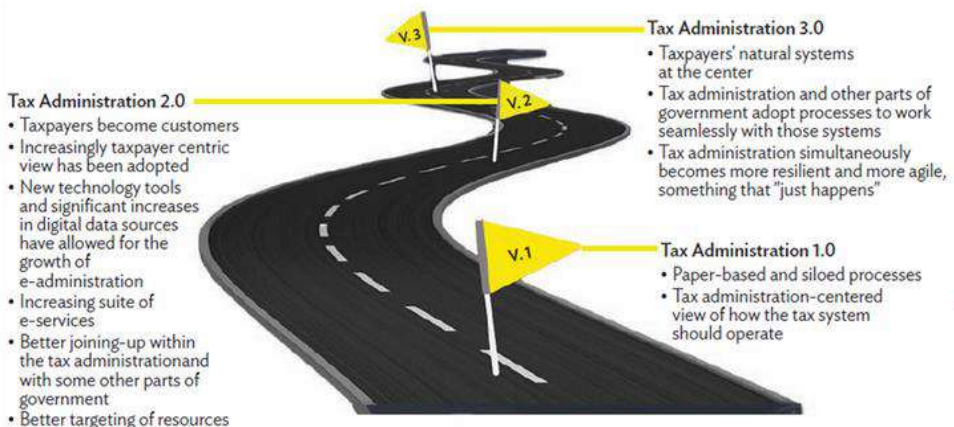 V.3
Tax Administration 3.0
• Taxpayers' natural systems
at the center
• Tax administration and other parts of
government adopt processes to work
seamlessly with those systems
• Tax administration simultaneously
becomes more resilient and more agile,
something that "just happens"
V.2
Tax Administration 2.0
• Taxpayers become customers
• Increasingly taxpayer centric
view has been adopted
• New technology tools
and significant increases
in digital data sources
have allowed for the
growth of
e-administration
• Increasing suite of
e-services
• Better joining-up within
the tax administrationand
with some other parts of
government
• Better targeting of resources
V.1
Tax Administration 1.0
• Paper-based and siloed processes
• Tax administration-centered
view of how the tax system
should operate